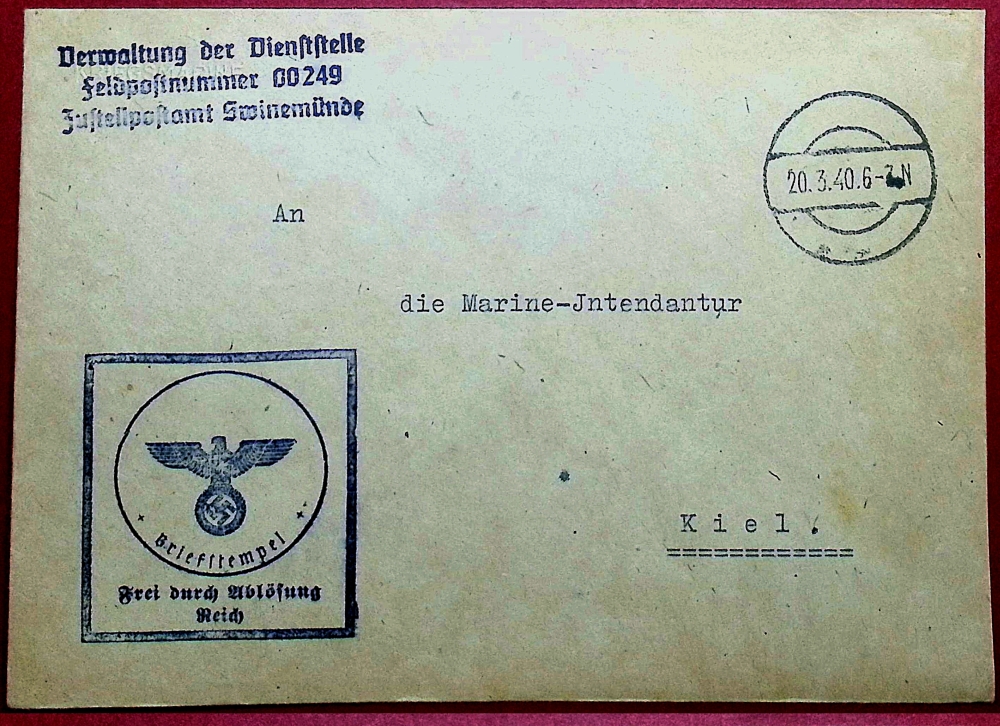 Verwaltung der Dienststelle
Feldpostnummer 00249
Zustellpostamt Swinemünde
20.3.40.6-7N
An
die Marine-Jntendantur
Briefstempel
Frei durch Ablösung
Reich
Kiel.
============